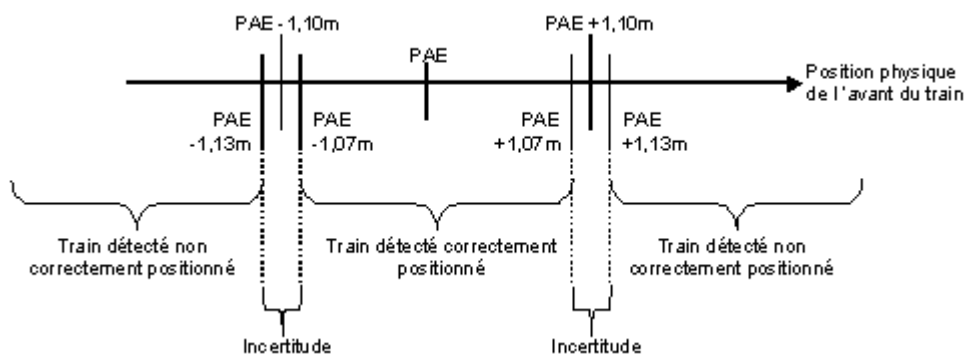 PAE - 1,10m
PAE
PAE +1,10m
Position physique
de l'avant du train
PAE
-1,13m
PAE
-1,07m
PAE
+1,07m
PAE
+1,13m
Train détecté non
correctement positionné
Train détecté correctement
positionné
Train détecté non
correctement positionné
Incertitude
Incertitude